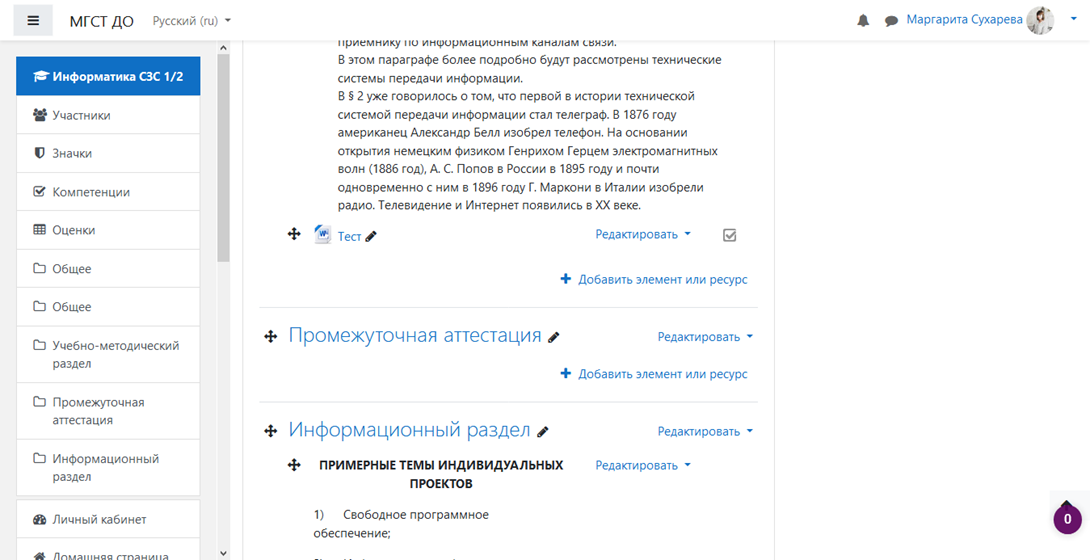 МГСТ ДО Русский (ru) Маргарита Сухарева
Информатика СЗС 1/2
Участники
Значки
Компетенции
Оценки
Общее
Общее
Учебно-методический
раздел
Промежуточная
аттестация
Информационный
раздел
Личный кабинет
Домашняя страница
приемнику по информационным каналам связи.
В этом параграфе более подробно будут рассмотрены технические
системы передачи информации.
В § 2 уже говорилось о том, что первой в истории технической
системой передачи информации стал телеграф. В 1876 году
американец Александр Белл изобрел телефон. На основании
открытия немецким физиком Генрихом Герцем электромагнитных
волн (1886 год), А. С. Попов в России в 1895 году и почти
одновременно с ним в 1896 году Г. Маркони в Италии изобрели
радио. Телевидение и Интернет появились в XX веке.
Тест Редактировать
Добавить элемент или ресурс
Промежуточная аттестация Редактировать
Добавить элемент или ресурс
Информационный раздел Редактировать
ПРИМЕРНЫЕ ТЕМЫ ИНДИВИДУАЛЬНЫХ Редактировать
ПРОЕКТОВ
1) Свободное программное
обеспечение;
0